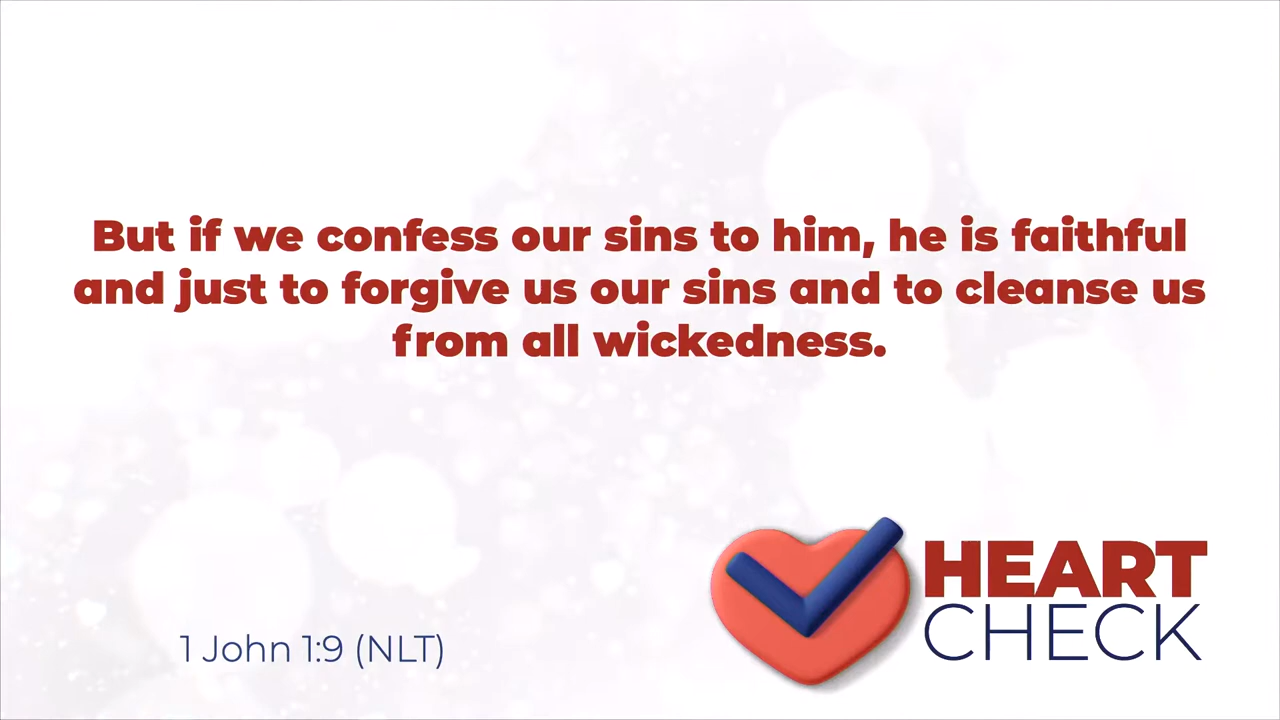 But if we confess our sins to him, he is faithful
and just to forgive us our sins and to cleanse us
from all wickedness.
1 John 1:9 (NLT)
HEART
CHECK